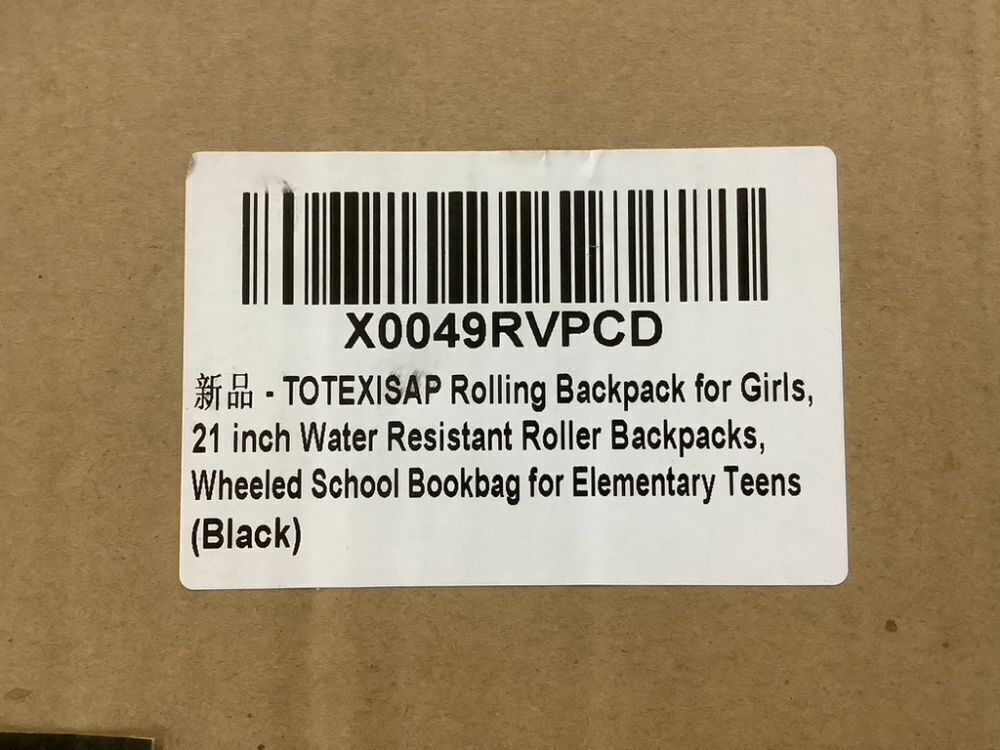 X0049RVPCD
新品 - TOTEXISAP Rolling Backpack for Girls,
21 inch Water Resistant Roller Backpacks,
Wheeled School Bookbag for Elementary Teens
(Black)